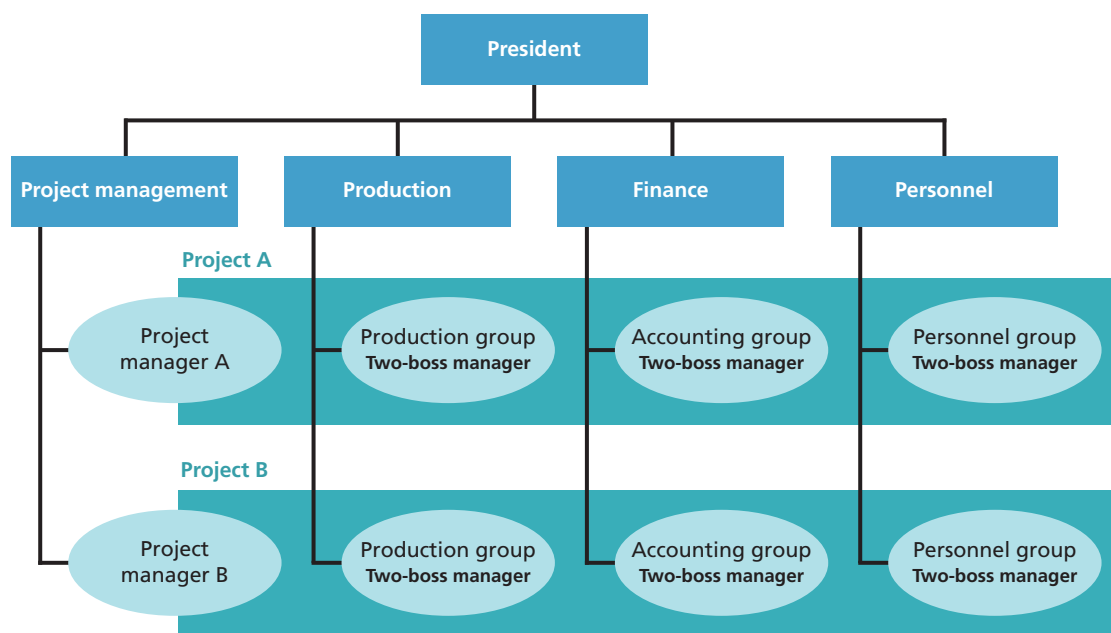 President
Project management
Production
Finance
Personnel
Project A
Project
manager A
Production group
Two-boss manager
Accounting group
Two-boss manager
Personnel group
Two-boss manager
Project B
Project
manager B
Production group
Two-boss manager
Accounting group
Two-boss manager
Personnel group
Two-boss manager